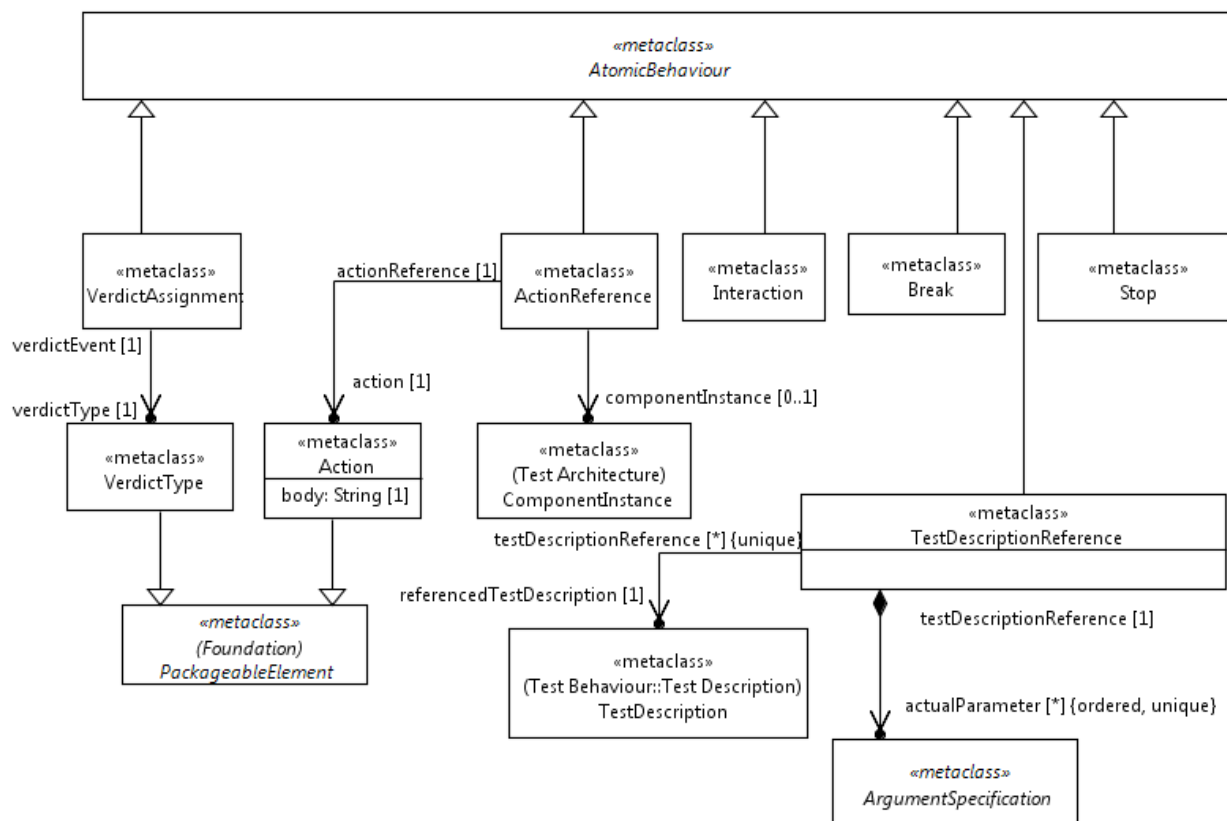 «metaclass»
AtomicBehaviour
«metaclass»
VerdictAssignment
actionReference [1]
«metaclass»
ActionReference
«metaclass»
Interaction
«metaclass»
Break
«metaclass»
Stop
verdictEvent [1]
verdictType [1]
action [1]
componentInstance [0..1]
«metaclass»
VerdictType
«metaclass»
Action
body: String [1]
«metaclass»
(Test Architecture)
ComponentInstance
«metaclass»
TestDescriptionReference
testDescriptionReference [*] {unique}
referencedTestDescription [1]
testDescriptionReference [1]
«metaclass»
(Foundation)
PackageableElement
«metaclass»
(Test Behaviour::Test Description)
TestDescription
actualParameter [*] {ordered, unique}
«metaclass»
ArgumentSpecification